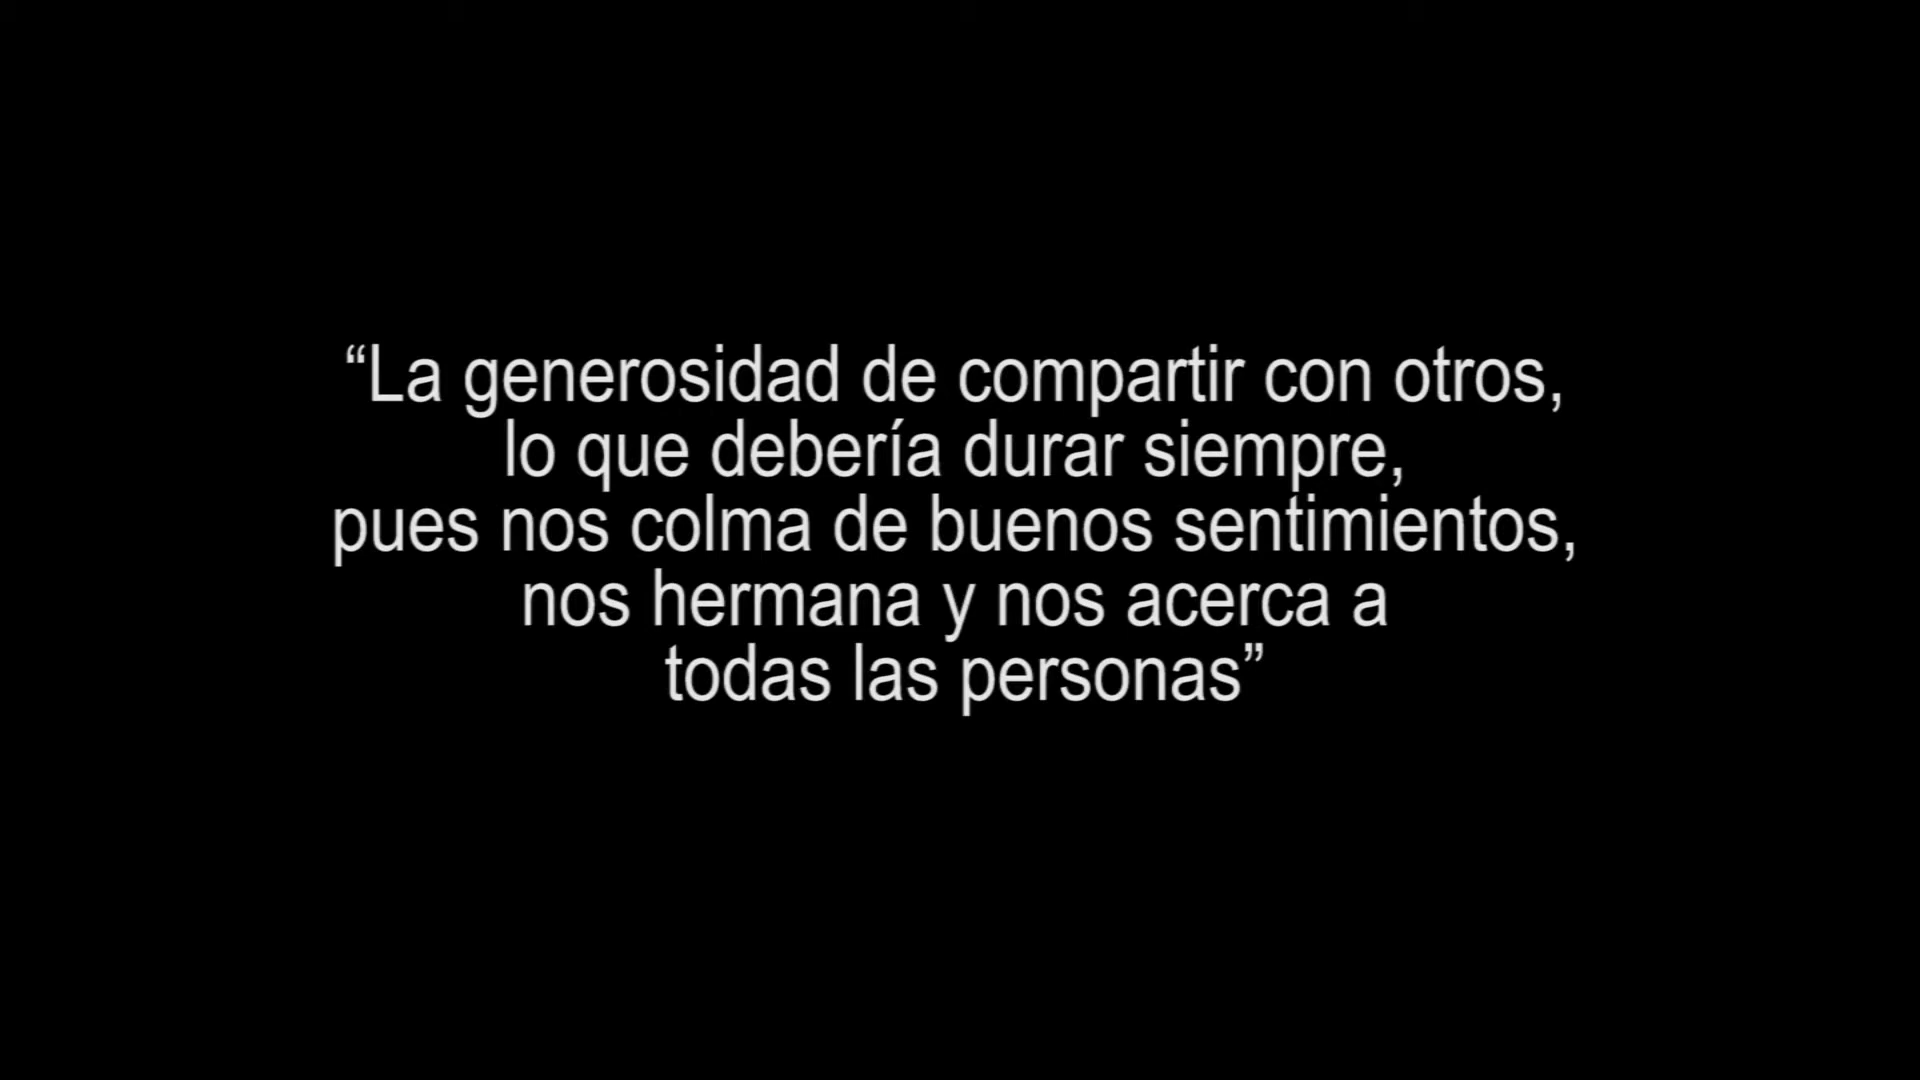 “La generosidad de compartir con otros,
lo que debería durar siempre,
pues nos colma de buenos sentimientos,
nos hermana y nos acerca a
todas las personas”